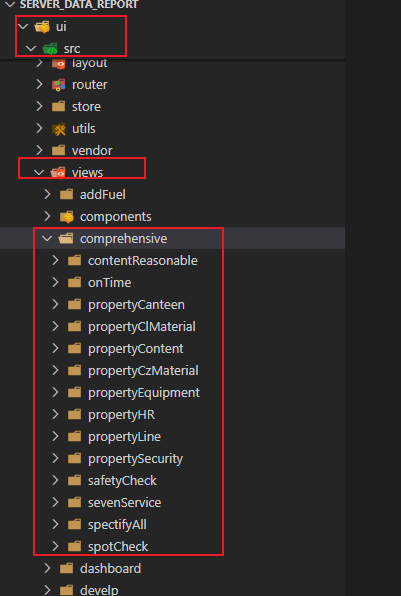 SERVER_DATA_REPORT
ui
src
layout
router
store
utils
vendor
views
addFuel
components
comprehensive
contentReasonable
onTime
propertyCanteen
propertyClMaterial
propertyContent
propertyCzMaterial
propertyEquipment
propertyHR
propertyLine
propertySecurity
safetyCheck
sevenService
spectifyAll
spotCheck
dashboard
develp